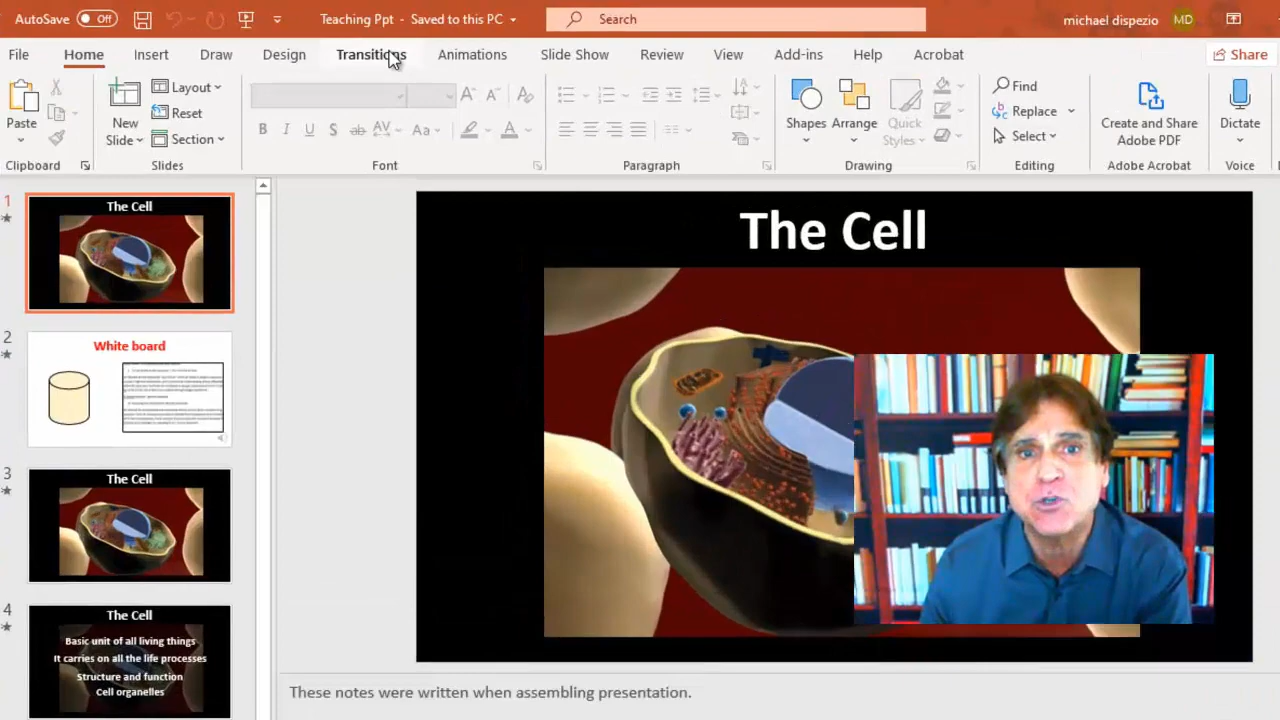 AutoSave Off Teaching Ppt - Saved to this PC Search michael dispezio MD
File Home Insert Draw Design Transitions Animations Slide Show Review View Add-ins Help Acrobat Share
Paste
Clipboard
New
Slide
Layout
Reset
Section
Slides
B I U S ab AV Aa A
Font
Paragraph
Shapes Arrange Quick
Styles
Drawing
Find
Replace
Select
Editing
Create and Share
Adobe PDF
Adobe Acrobat
Dictate
Voice
1
The Cell
2
White board
3
The Cell
4
The Cell
Basic unit of all living things
It carries on all the life processes
Structure and function
Cell organelles
The Cell
These notes were written when assembling presentation.